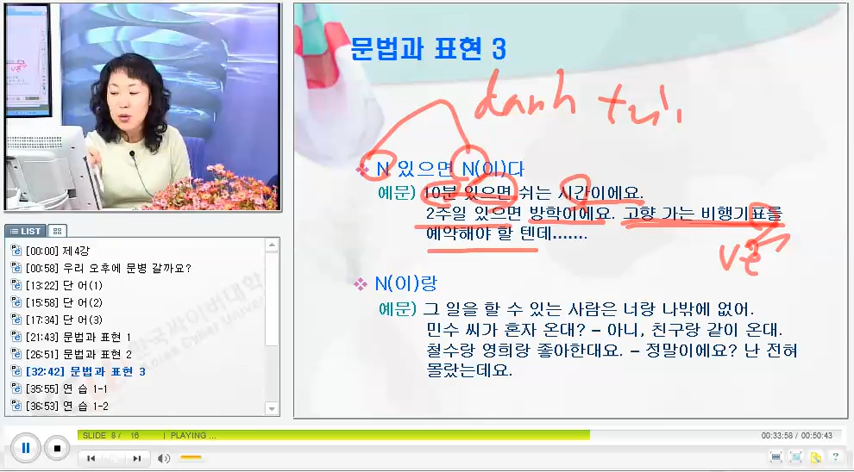 문법과 표현 3
danh từ
N 있으면 N(이)다
예문) 10분 있으면 쉬는 시간이에요.
2주일 있으면 방학이에요. 고향 가는 비행기표를
예약해야 할 텐데.......
vé
N(이)랑
예문) 그 일을 할 수 있는 사람은 너랑 나밖에 없어.
민수 씨가 혼자 온대? – 아니, 친구랑 같이 온대.
철수랑 영희랑 좋아한대요. – 정말이에요? 난 전혀
몰랐는데요.
LIST
[00:00] 제4강
[00:58] 우리 오후에 문병 갈까요?
[13:22] 단 어(1)
[15:58] 단 어(2)
[17:34] 단 어(3)
[21:43] 문법과 표현 1
[26:51] 문법과 표현 2
[32:42] 문법과 표현 3
[35:55] 연 습 1-1
[36:53] 연 습 1-2
SLIDE 8 / 16 | PLAYING ...
00:33:58 / 00:50:43